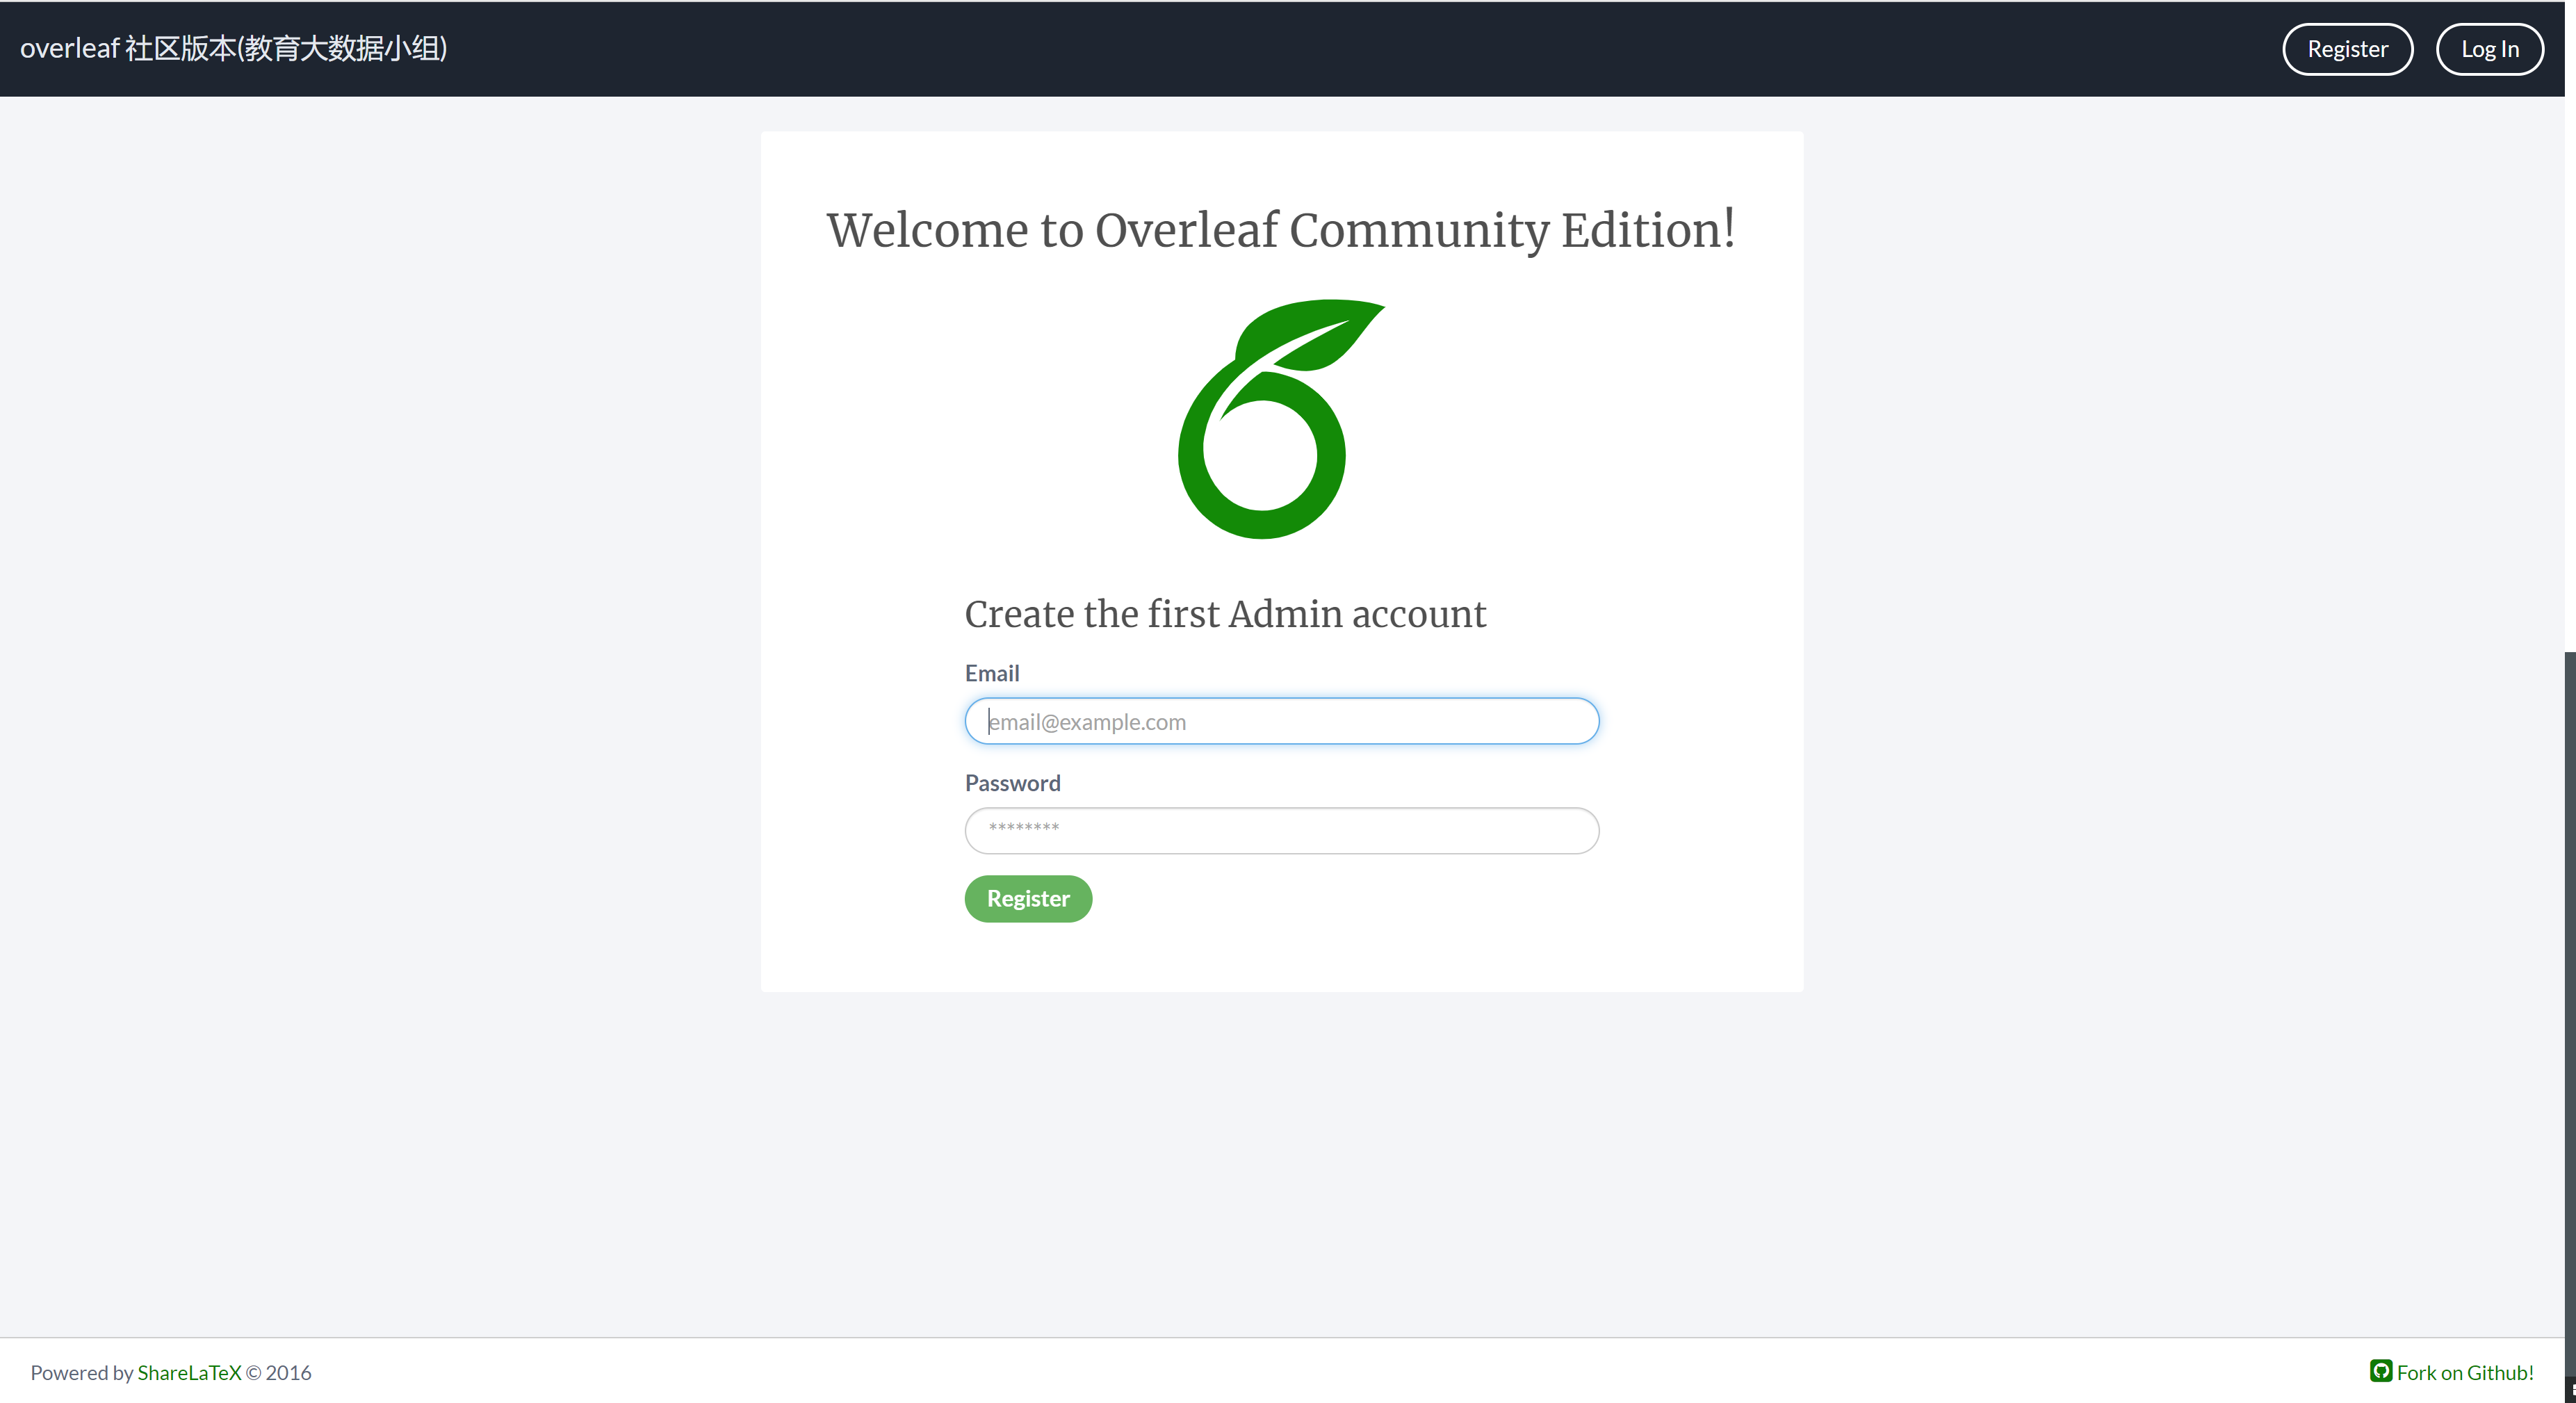 overleaf 社区版本(教育大数据小组)
Register
Log In
Welcome to Overleaf Community Edition!
Create the first Admin account
Email
email@example.com
Password
********
Register
Powered by ShareLaTeX © 2016
Fork on Github!